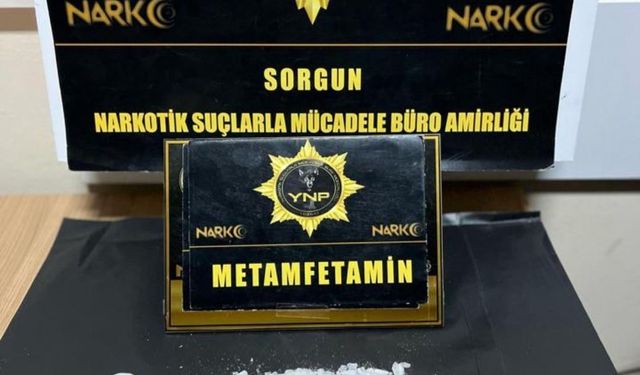 NARKO NARKO
SORGUN
NARKOTİK SUÇLARLA MÜCADELE BÜRO AMİRLİĞİ
YNP
NARKO NARKO
METAMFETAMİN